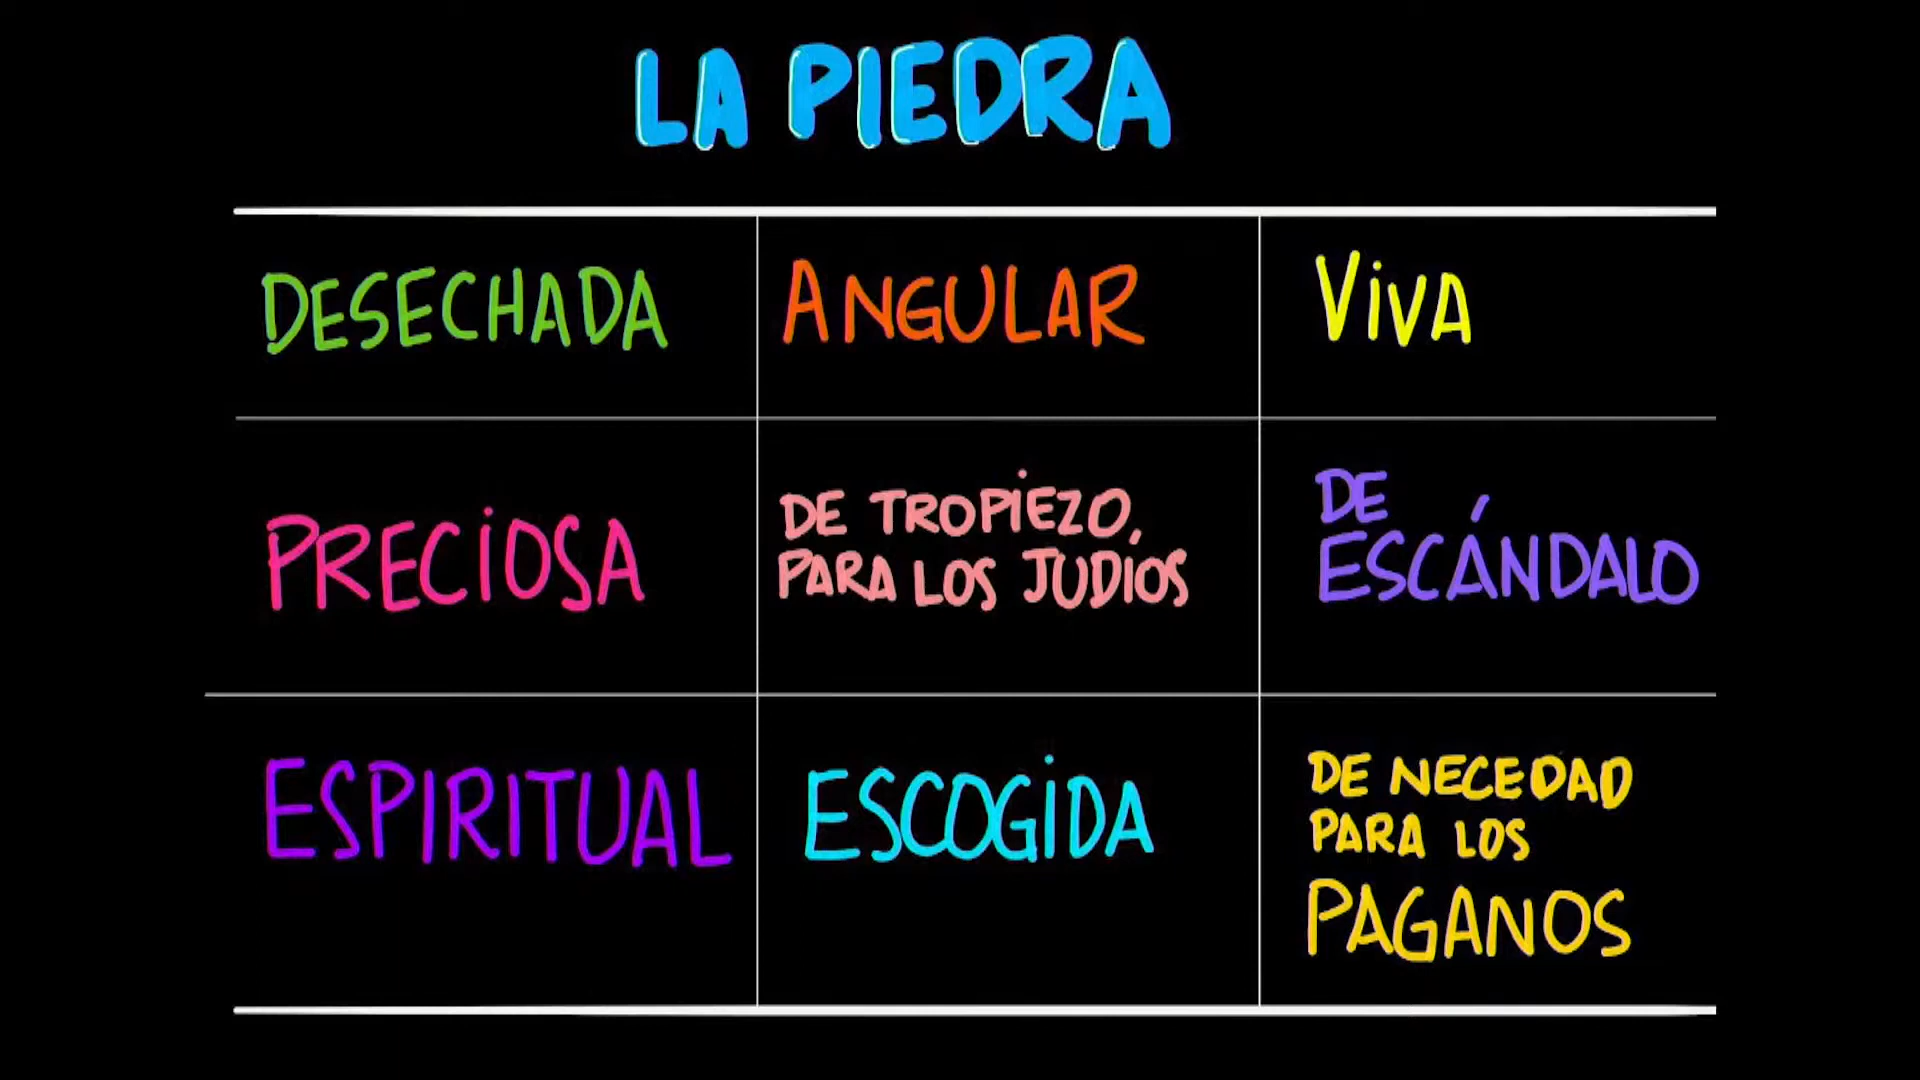 LA PIEDRA
DESECHADA
ANGULAR
ViVA
PRECiOSA
DE TROPiEZO,
PARA LOS JUDIOS
DE
ESCÁNDALO
ESPIRITUAL
ESCOGiDA
DE NECEDAD
PARA LOS
PAGANOS